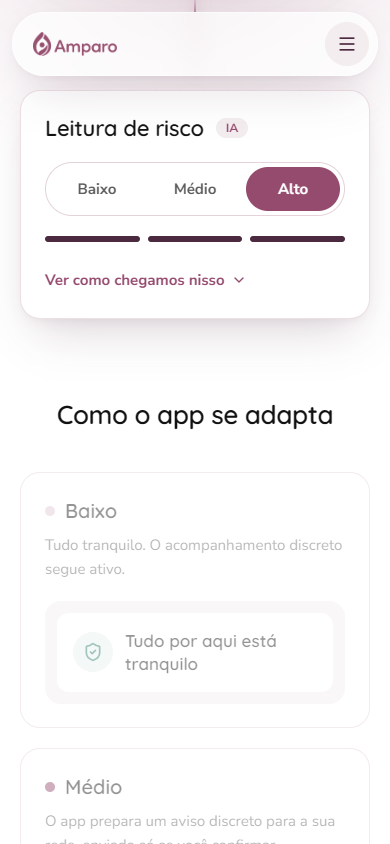 Amparo
Leitura de risco IA
Baixo Médio Alto
Ver como chegamos nisso
Como o app se adapta
Baixo
Tudo tranquilo. O acompanhamento discreto
segue ativo.
Tudo por aqui está
tranquilo
Médio
O app prepara um aviso discreto para a sua